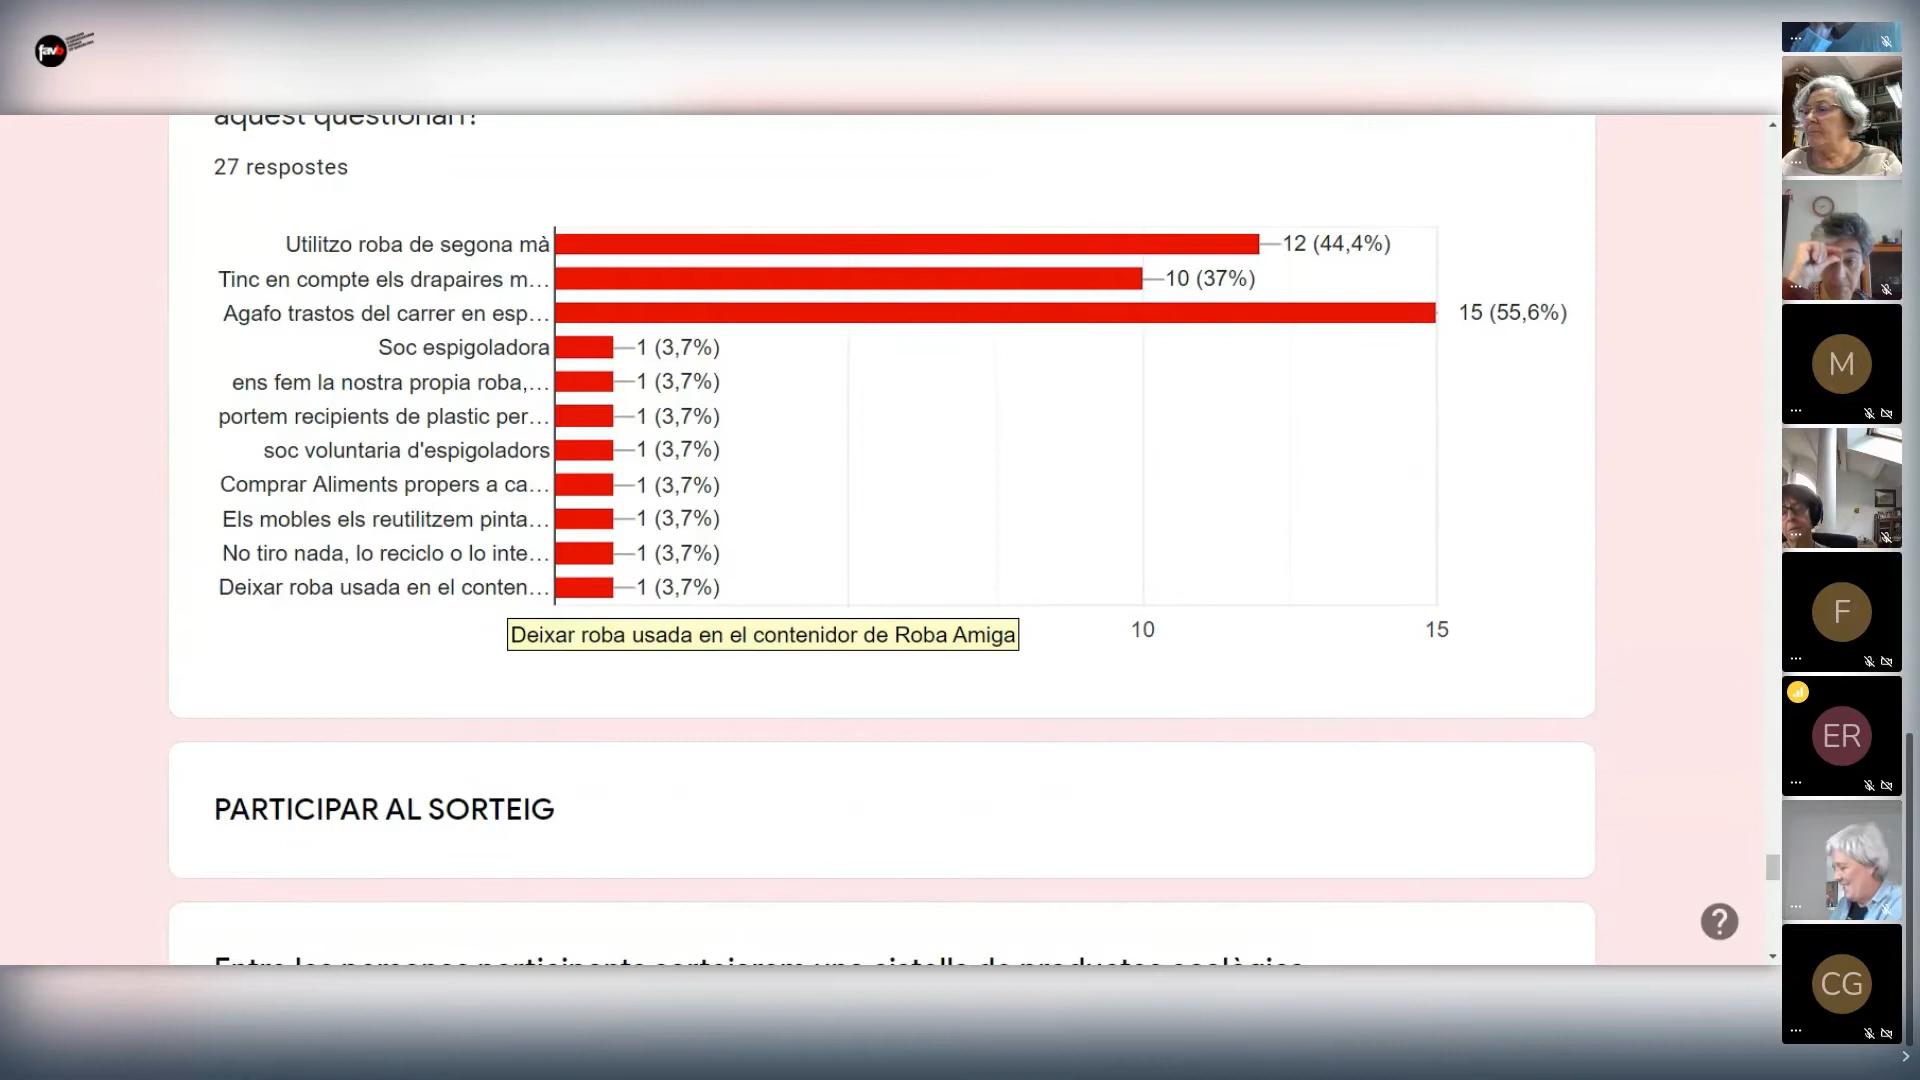 favb
27 respostes
Utilitzo roba de segona mà 12 (44,4%)
Tinc en compte els drapaires m... 10 (37%)
Agafo trastos del carrer en esp... 15 (55,6%)
Soc espigoladora 1 (3,7%)
ens fem la nostra propia roba,... 1 (3,7%)
portem recipients de plastic per... 1 (3,7%)
soc voluntaria d'espigoladors 1 (3,7%)
Comprar Aliments propers a ca... 1 (3,7%)
Els mobles els reutilitzem pinta... 1 (3,7%)
No tiro nada, lo reciclo o lo inte... 1 (3,7%)
Deixar roba usada en el conten... 1 (3,7%)
Deixar roba usada en el contenidor de Roba Amiga
10 15
PARTICIPAR AL SORTEIG
M
F
ER
CG
?